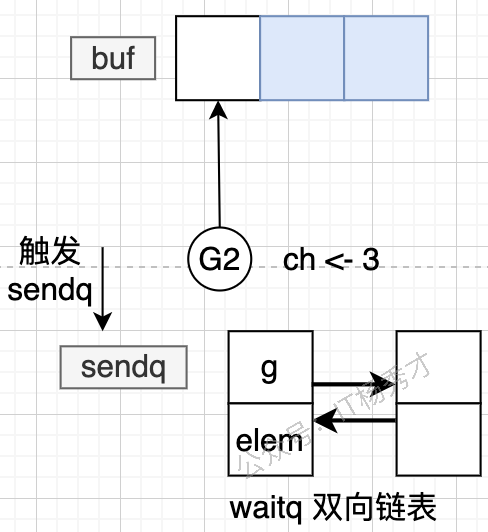 buf
G2
ch <- 3
触发
sendq
sendq
g
elem
公众号：IT杨秀才
waitq 双向链表